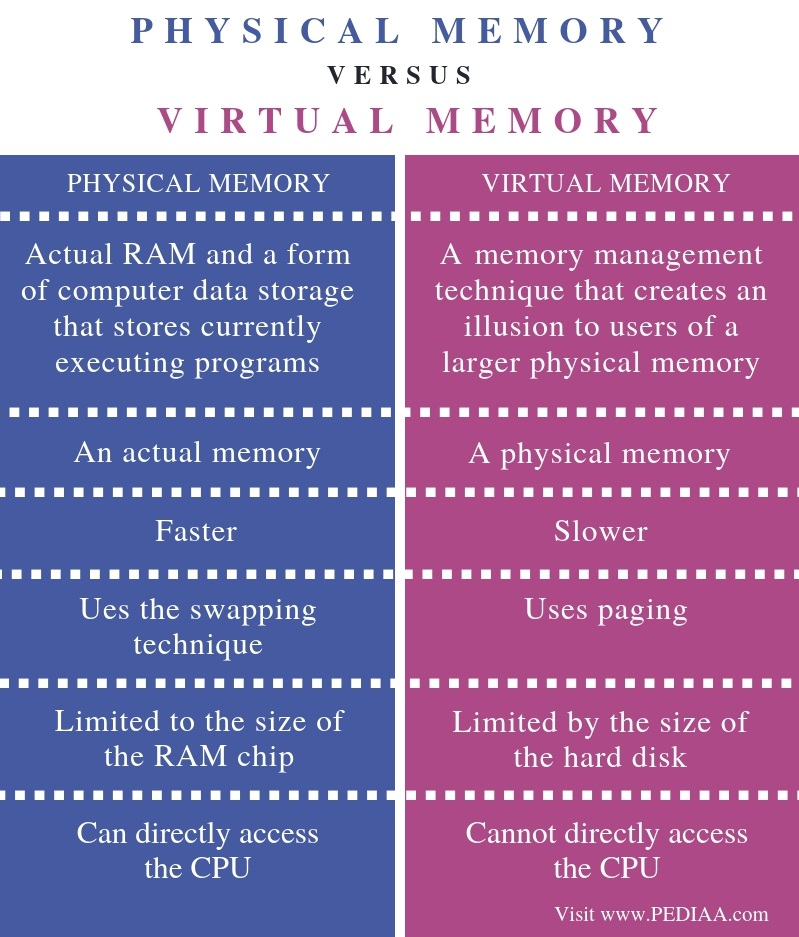 PHYSICAL MEMORY
VERSUS
VIRTUAL MEMORY
PHYSICAL MEMORY
Actual RAM and a form
of computer data storage
that stores currently
executing programs
An actual memory
Faster
Ues the swapping
technique
Limited to the size of
the RAM chip
Can directly access
the CPU
VIRTUAL MEMORY
A memory management
technique that creates an
illusion to users of a
larger physical memory
A physical memory
Slower
Uses paging
Limited by the size of
the hard disk
Cannot directly access
the CPU
Visit www.PEDIAA.com